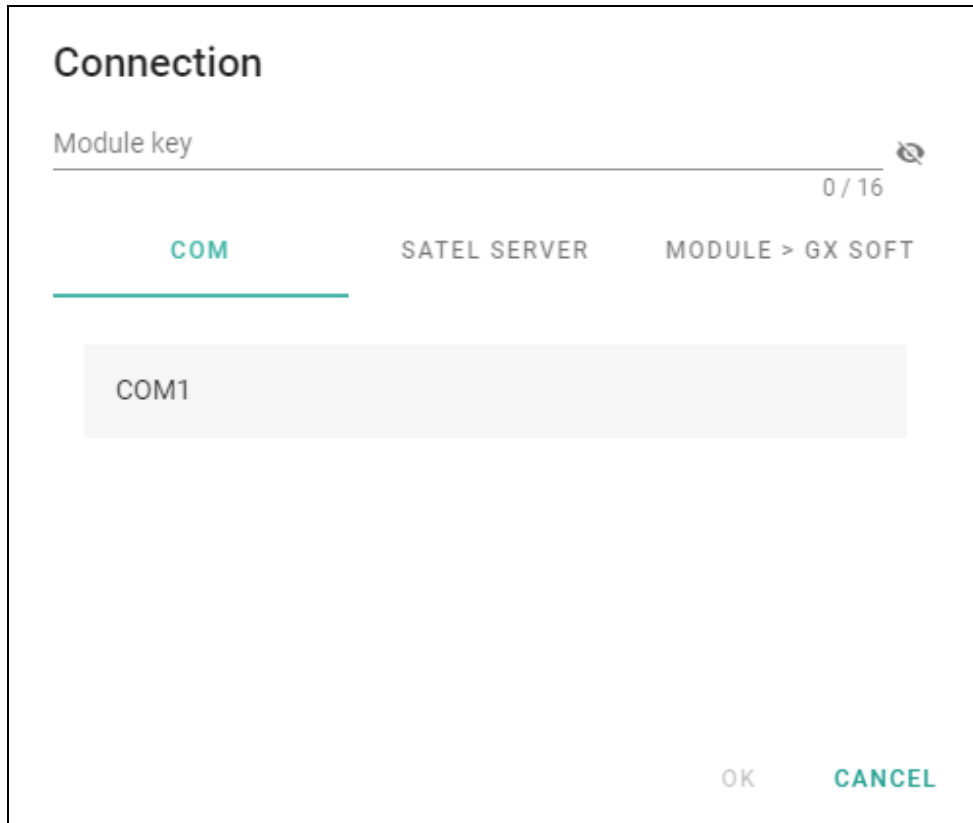 Connection
Module key
0 / 16
COM SATEL SERVER MODULE > GX SOFT
COM1
OK CANCEL